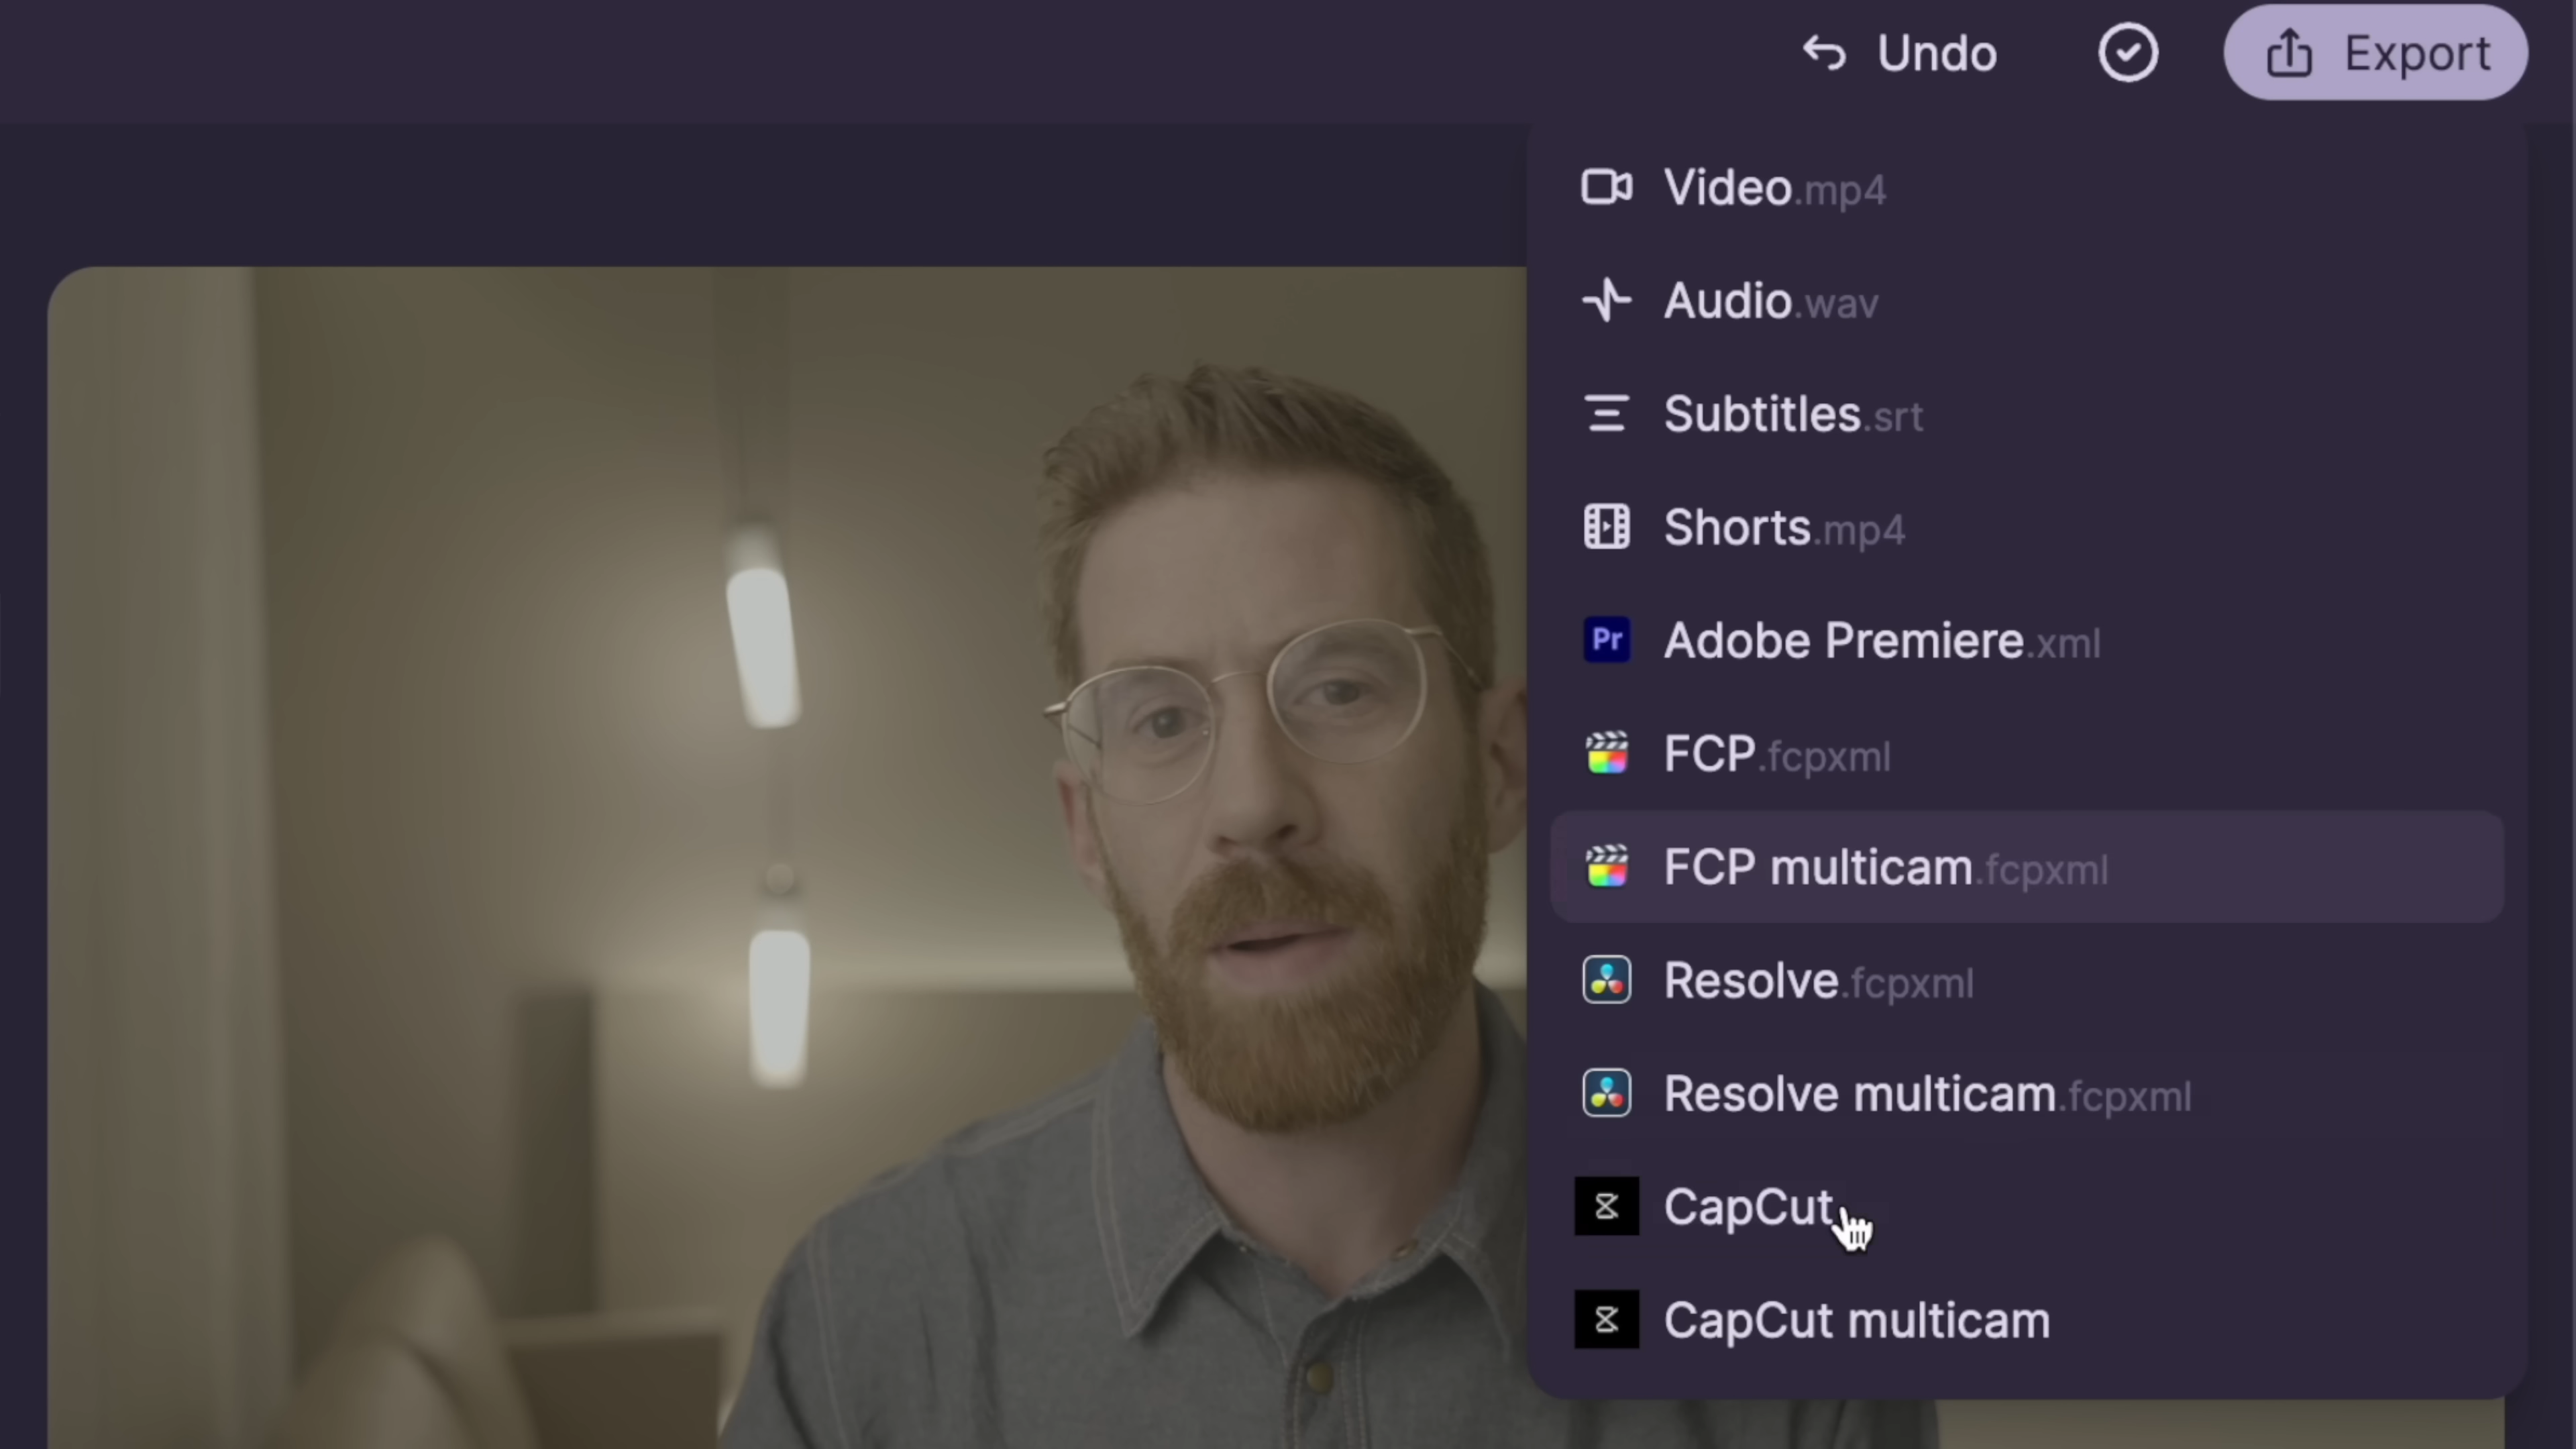 Undo
Export
Video.mp4
Audio.wav
Subtitles.srt
Shorts.mp4
Pr Adobe Premiere.xml
FCP.fcpxml
FCP multicam.fcpxml
Resolve.fcpxml
Resolve multicam.fcpxml
CapCut
CapCut multicam